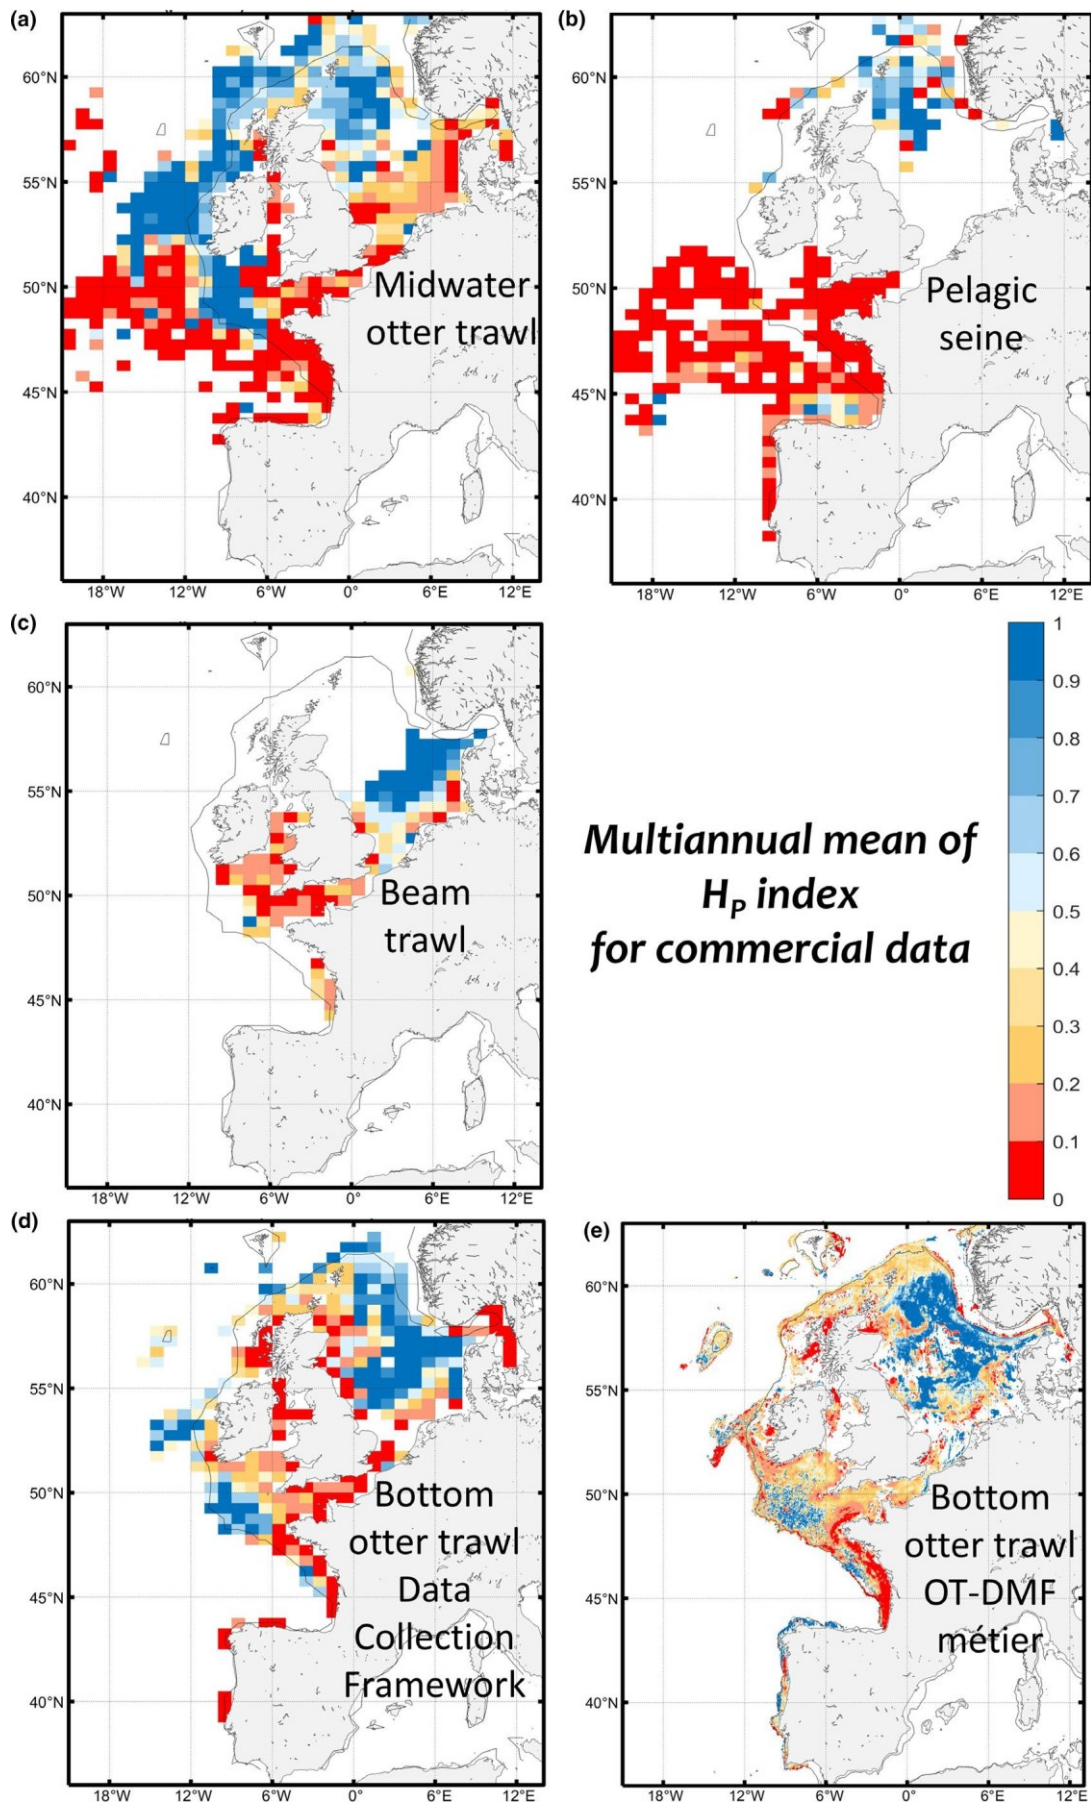 (a)
60°N
55°N
50°N
45°N
40°N
Midwater
otter trawl
18°W 12°W 6°W 0° 6°E 12°E
(b)
60°N
55°N
50°N
45°N
40°N
Pelagic
seine
18°W 12°W 6°W 0° 6°E 12°E
(c)
60°N
55°N
50°N
45°N
40°N
Beam
trawl
18°W 12°W 6°W 0° 6°E 12°E
Multiannual mean of
HP index
for commercial data
1
0.9
0.8
0.7
0.6
0.5
0.4
0.3
0.2
0.1
0
(d)
60°N
55°N
50°N
45°N
40°N
Bottom
otter trawl
Data
Collection
Framework
18°W 12°W 6°W 0° 6°E 12°E
(e)
60°N
55°N
50°N
45°N
40°N
Bottom
otter trawl
OT-DMF
métier
18°W 12°W 6°W 0° 6°E 12°E